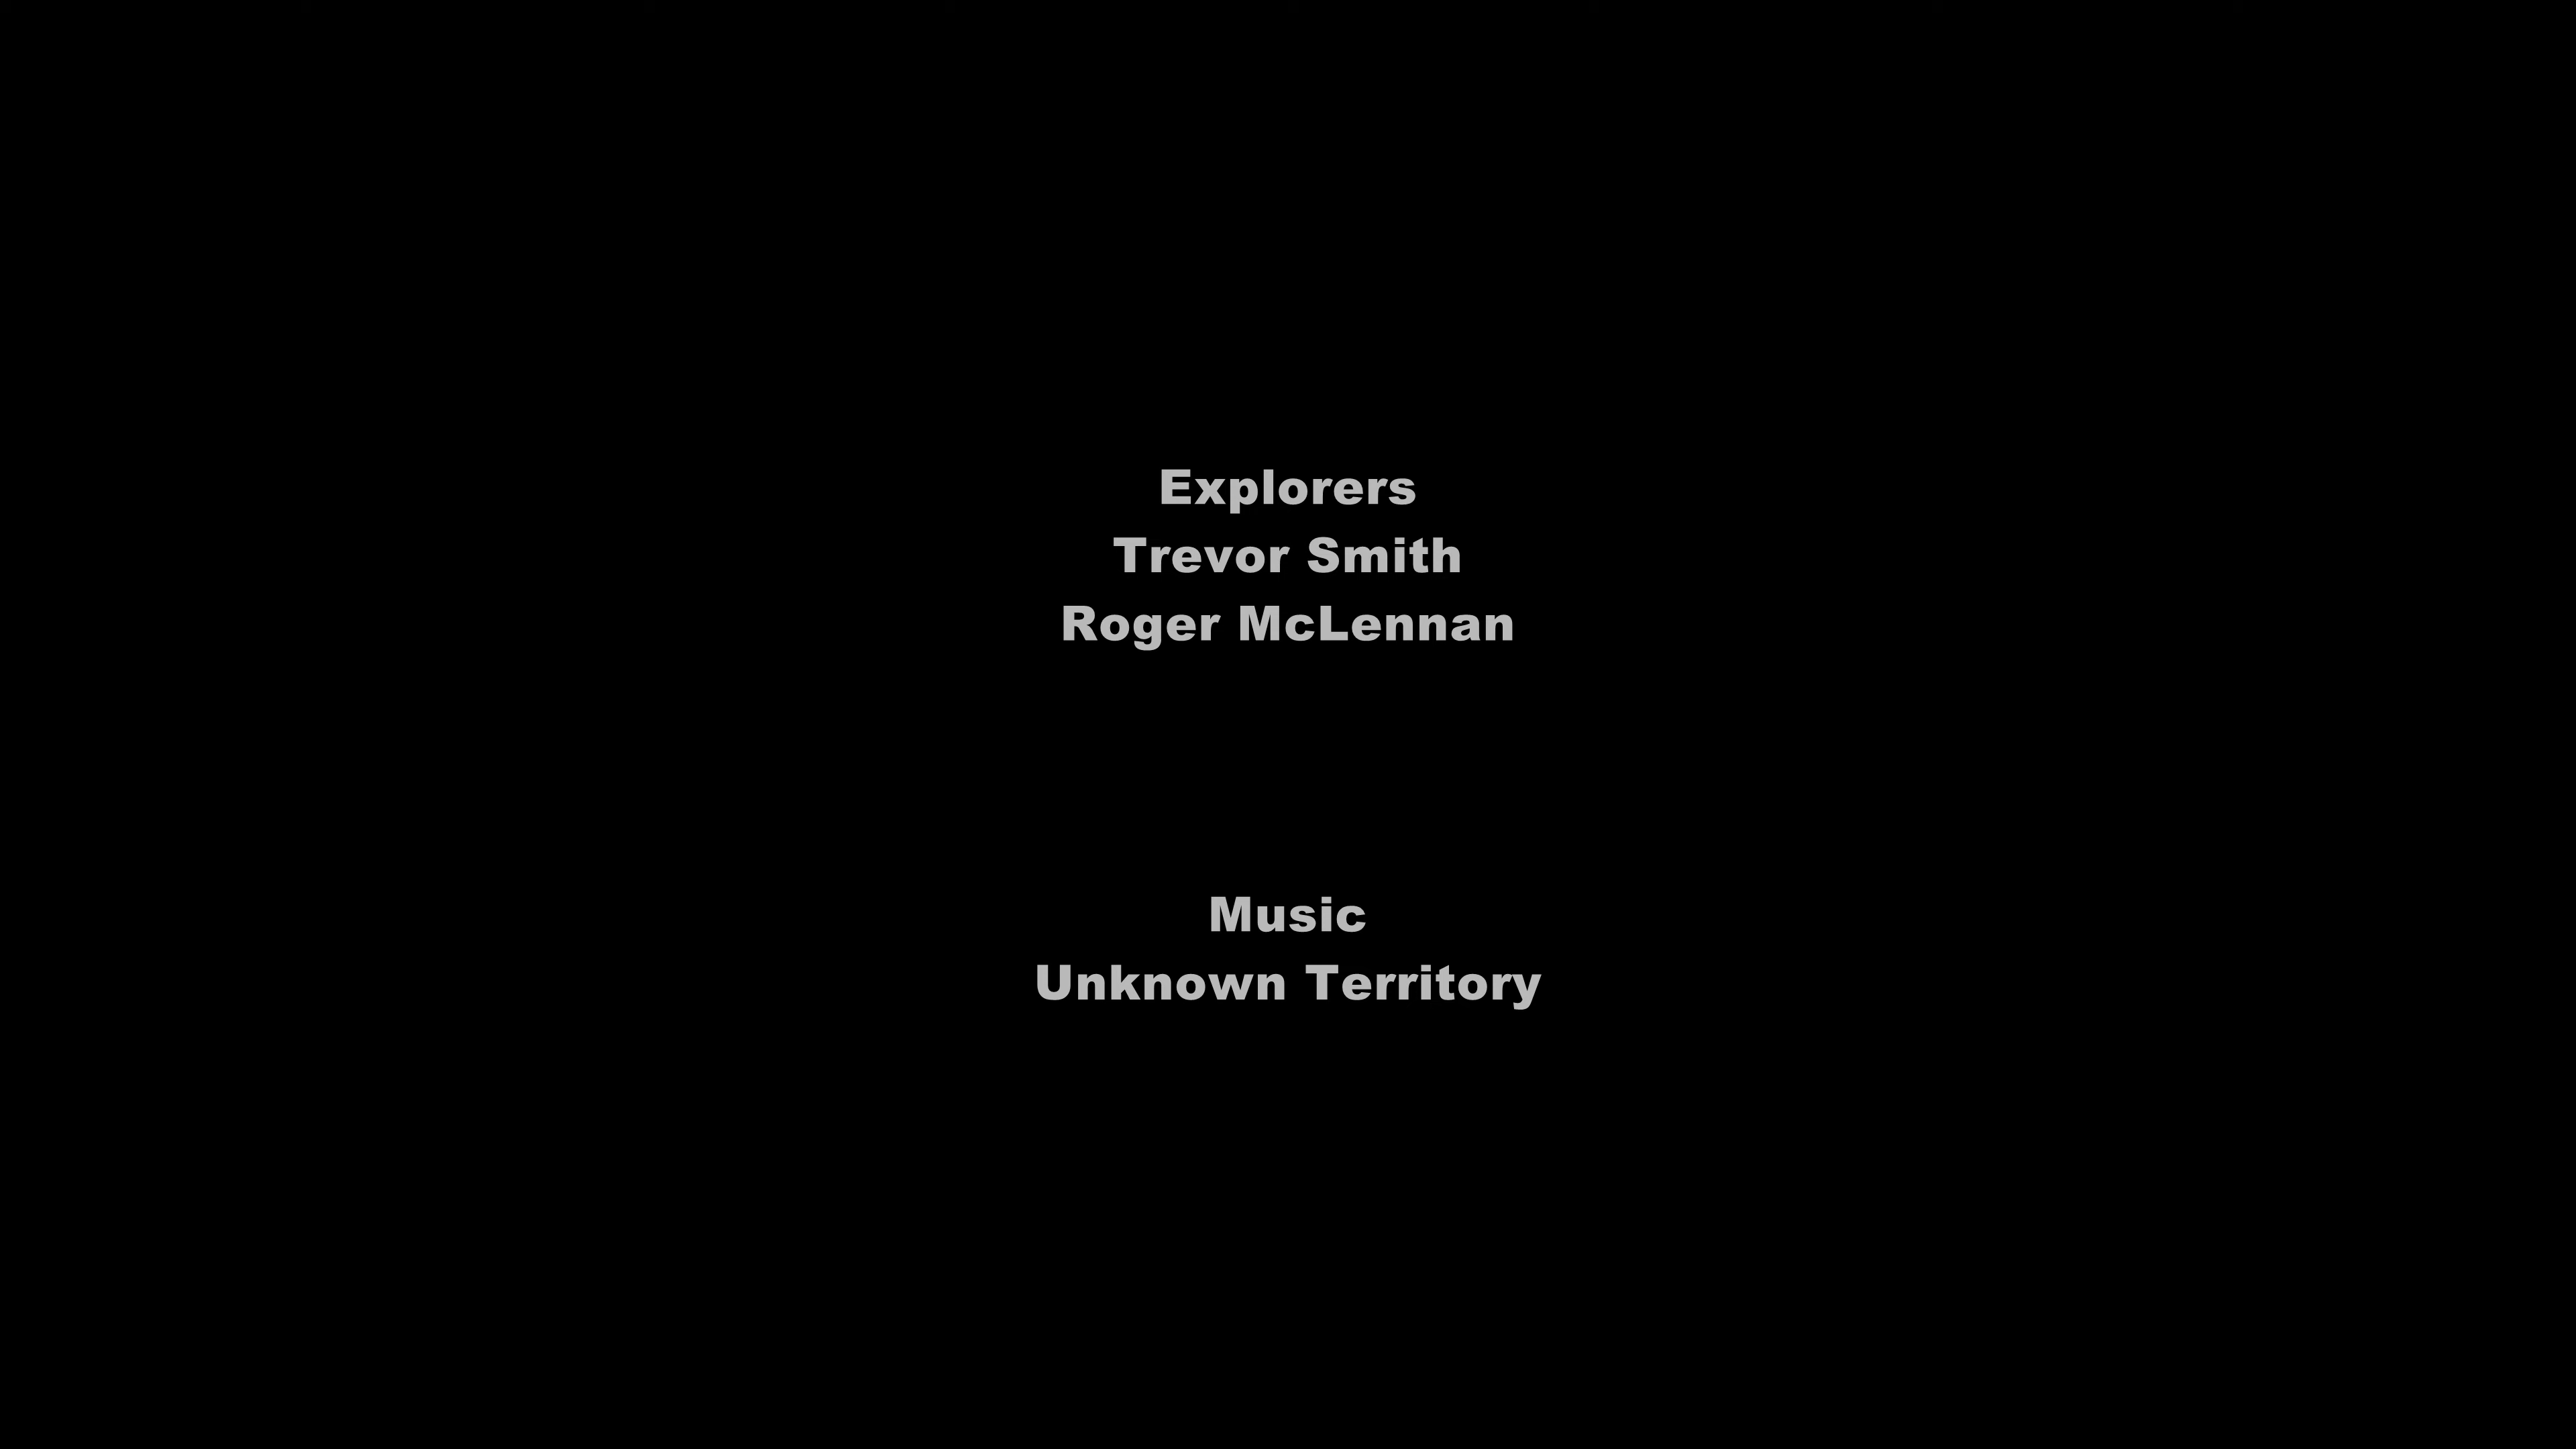 Explorers
Trevor Smith
Roger McLennan
Music
Unknown Territory